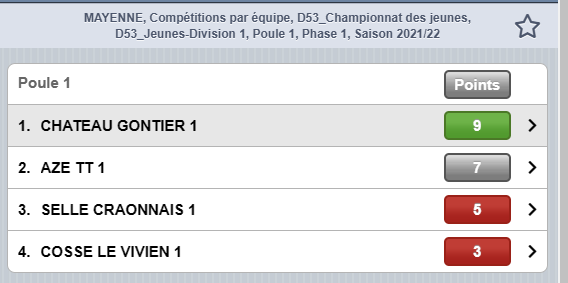 MAYENNE, Compétitions par équipe, D53_Championnat des jeunes,
D53_Jeunes-Division 1, Poule 1, Phase 1, Saison 2021/22
Poule 1 Points
1. CHATEAU GONTIER 1 9
2. AZE TT 1 7
3. SELLE CRAONNAIS 1 5
4. COSSE LE VIVIEN 1 3